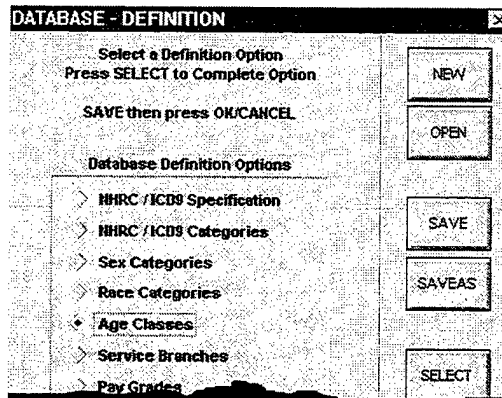 DATABASE - DEFINITION
Select a Definition Option
Press SELECT to Complete Option
SAVE then press OK/CANCEL
Database Definition Options
NHRC / ICD9 Specification
NHRC / ICD9 Categories
Sex Categories
Race Categories
Age Classes
Service Branches
Pay Grades
NEW
OPEN
SAVE
SAVEAS
SELECT